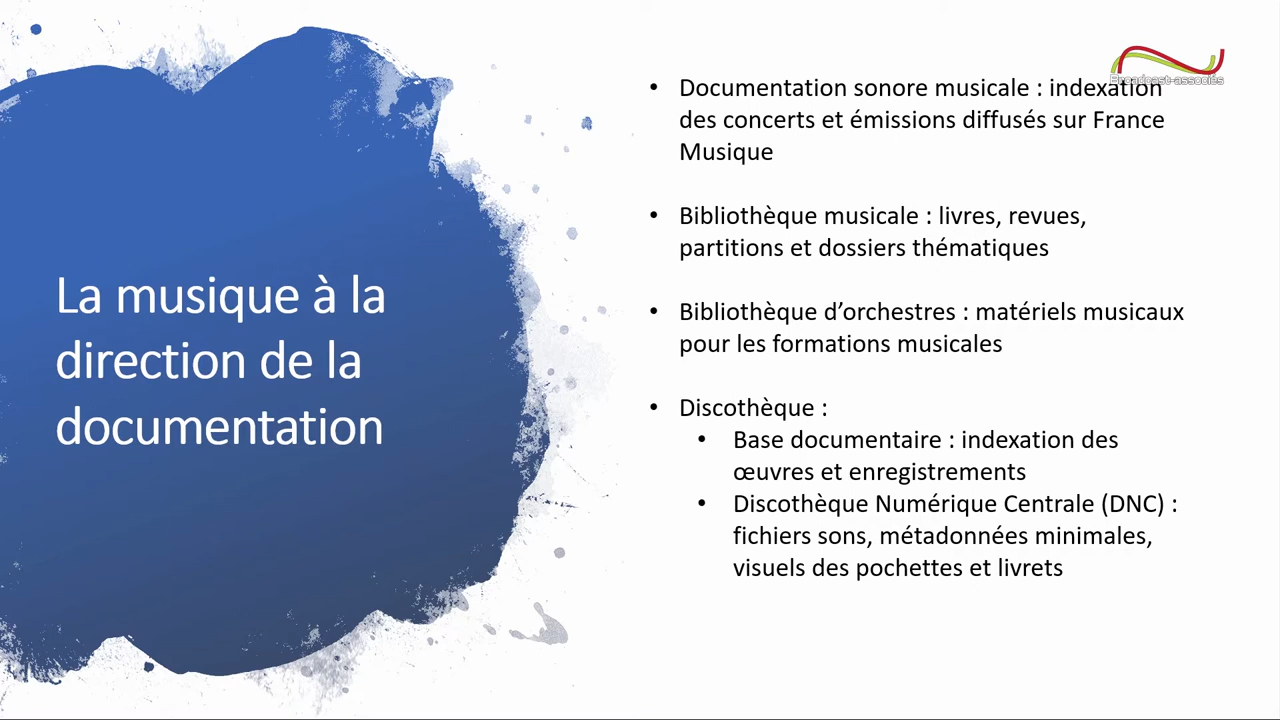 Broadcast-associés
La musique à la
direction de la
documentation
• Documentation sonore musicale : indexation
des concerts et émissions diffusés sur France
Musique
• Bibliothèque musicale : livres, revues,
partitions et dossiers thématiques
• Bibliothèque d’orchestres : matériels musicaux
pour les formations musicales
• Discothèque :
• Base documentaire : indexation des
œuvres et enregistrements
• Discothèque Numérique Centrale (DNC) :
fichiers sons, métadonnées minimales,
visuels des pochettes et livrets